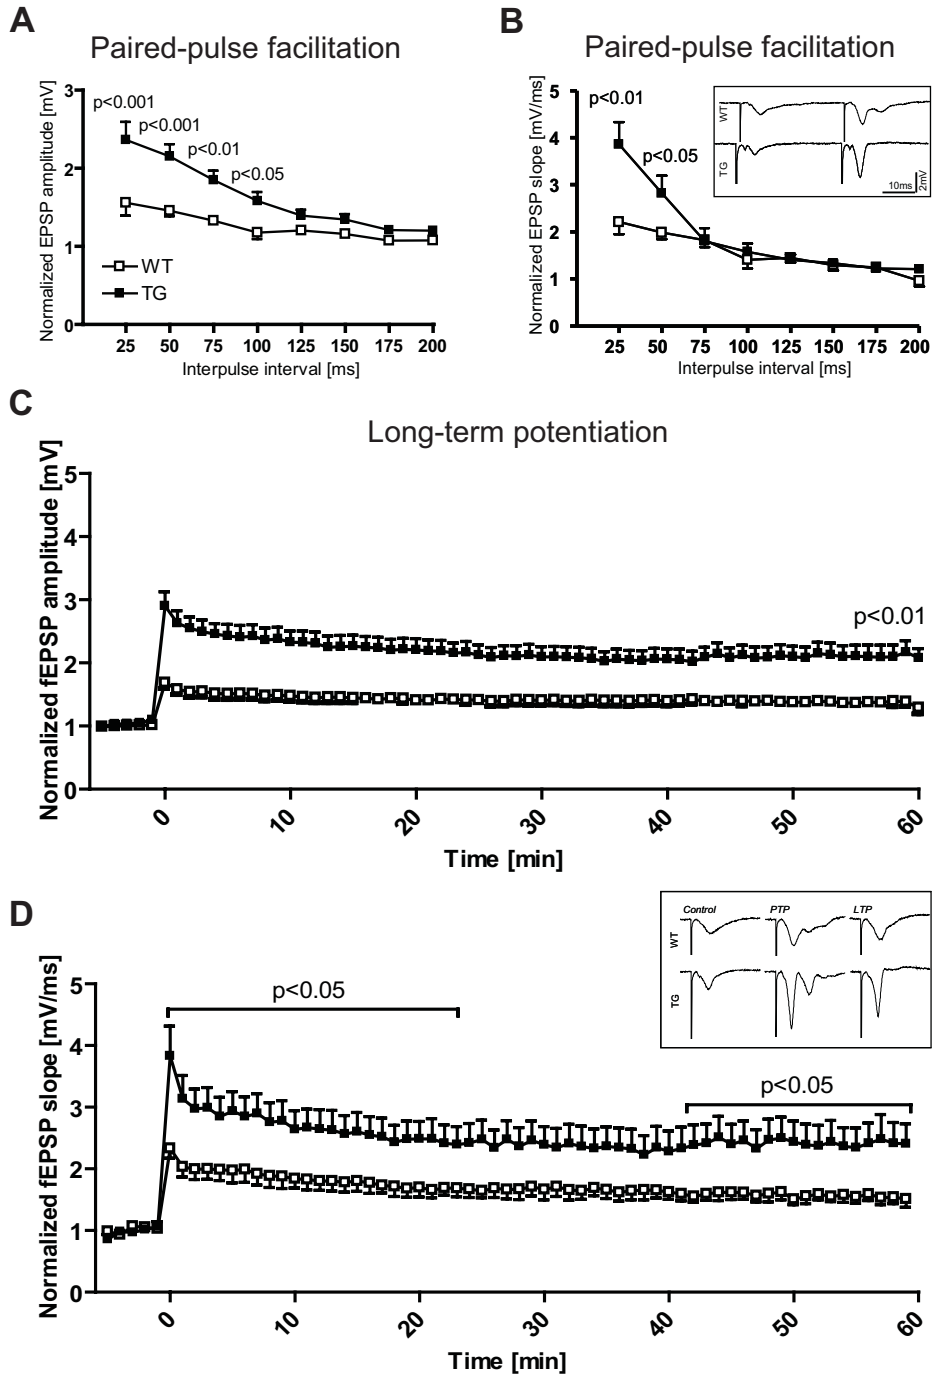 A
Paired-pulse facilitation
Normalized EPSP amplitude [mV]
3
2
1
0
p<0.001
p<0.001
p<0.01
p<0.05
WT
TG
25 50 75 100 125 150 175 200
Interpulse interval [ms]
B
Paired-pulse facilitation
Normalized EPSP slope [mV/ms]
5
4
3
2
1
0
p<0.01
p<0.05
WT
TG
10ms
2mV
25 50 75 100 125 150 175 200
Interpulse interval [ms]
C
Long-term potentiation
Normalized fEPSP amplitude [mV]
5
4
3
2
1
0
p<0.01
0 10 20 30 40 50 60
Time [min]
D
Normalized fEPSP slope [mV/ms]
5
4
3
2
1
0
p<0.05
Control PTP LTP
WT
TG
p<0.05
0 10 20 30 40 50 60
Time [min]